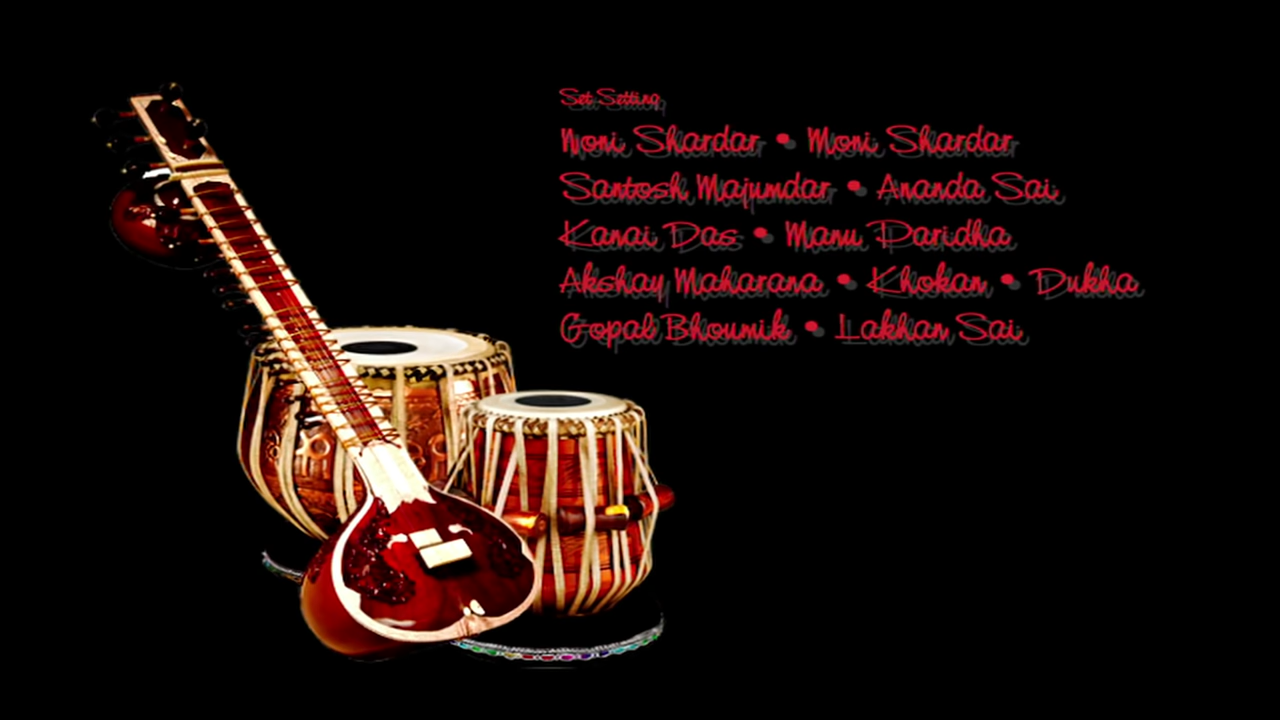 Set Setting
Noni Shardar • Moni Shardar
Santosh Majumdar • Ananda Sai
Kanai Das • Manu Paridha
Akshay Maharana • Khokan • Dukha
Gopal Bhoumik • Lakhan Sai